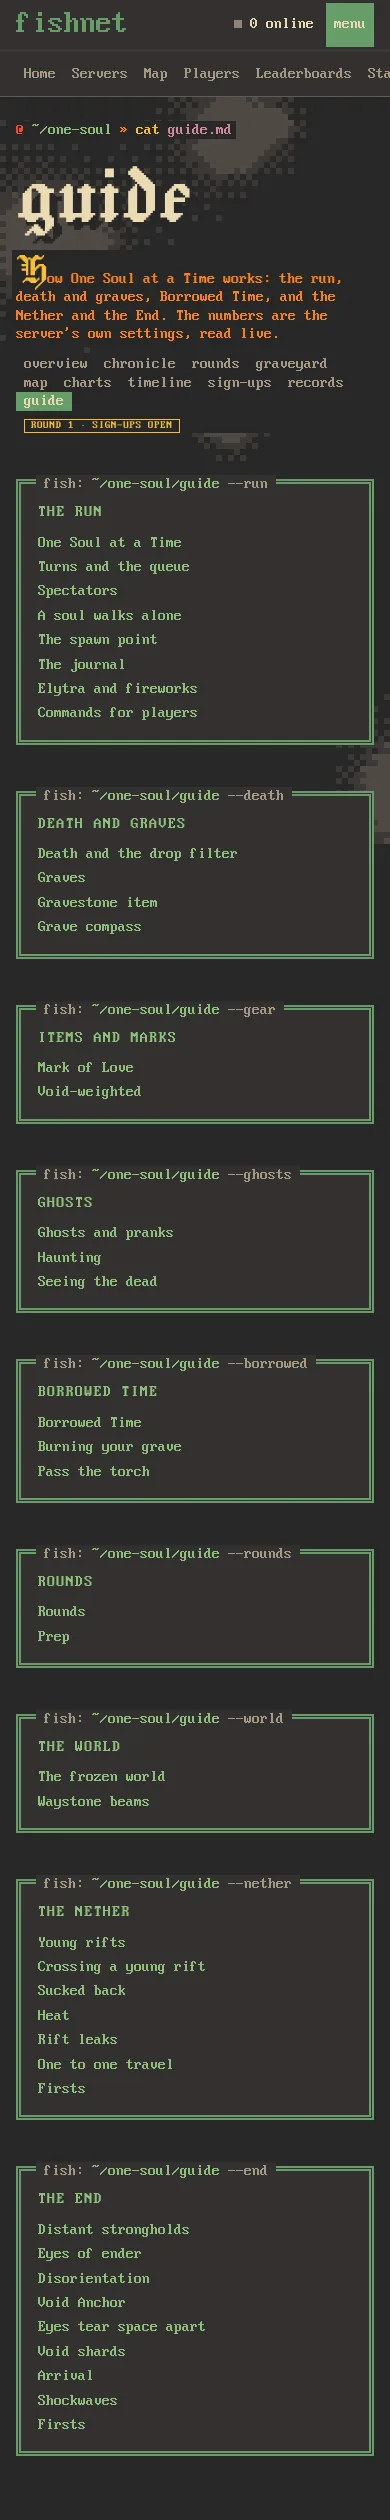 fishnet
0 online
menu
Home Servers Map Players Leaderboards Sta
@ ~/one-soul » cat guide.md
guide
How One Soul at a Time works: the run,
death and graves, Borrowed Time, and the
Nether and the End. The numbers are the
server's own settings, read live.
overview chronicle rounds graveyard
map charts timeline sign-ups records
guide
ROUND 1 · SIGN-UPS OPEN
fish: ~/one-soul/guide --run
THE RUN
One Soul at a Time
Turns and the queue
Spectators
A soul walks alone
The spawn point
The journal
Elytra and fireworks
Commands for players
fish: ~/one-soul/guide --death
DEATH AND GRAVES
Death and the drop filter
Graves
Gravestone item
Grave compass
fish: ~/one-soul/guide --gear
ITEMS AND MARKS
Mark of Love
Void-weighted
fish: ~/one-soul/guide --ghosts
GHOSTS
Ghosts and pranks
Haunting
Seeing the dead
fish: ~/one-soul/guide --borrowed
BORROWED TIME
Borrowed Time
Burning your grave
Pass the torch
fish: ~/one-soul/guide --rounds
ROUNDS
Rounds
Prep
fish: ~/one-soul/guide --world
THE WORLD
The frozen world
Waystone beams
fish: ~/one-soul/guide --nether
THE NETHER
Young rifts
Crossing a young rift
Sucked back
Heat
Rift leaks
One to one travel
Firsts
fish: ~/one-soul/guide --end
THE END
Distant strongholds
Eyes of ender
Disorientation
Void Anchor
Eyes tear space apart
Void shards
Arrival
Shockwaves
Firsts